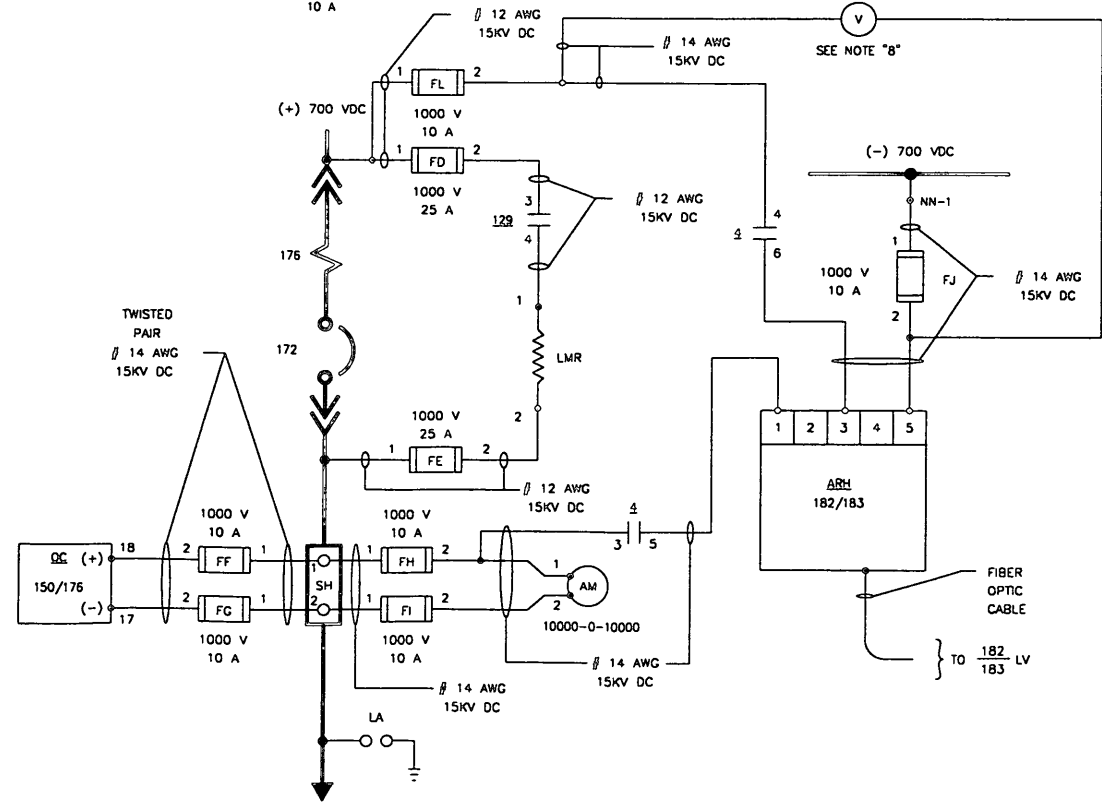 10 A
⌭ 12 AWG
15KV DC
V
SEE NOTE "8"
⌭ 14 AWG
15KV DC
1 FL 2
1000 V
10 A
(+) 700 VDC
1 FD 2
1000 V
25 A
(-) 700 VDC
NN-1
3
129
4
⌭ 12 AWG
15KV DC
4
4
6
1
1000 V
10 A
FJ
2
⌭ 14 AWG
15KV DC
176
TWISTED
PAIR
⌭ 14 AWG
15KV DC
172
1
LMR
2
1000 V
25 A
1 FE 2
⌭ 12 AWG
15KV DC
1 2 3 4 5
ARH
182/183
1000 V
10 A
1000 V
10 A
4
3 5
QC (+) 18
150/176
(-) 17
2 FF 1
1 SH 2
1 FH 2
2 FG 1
1 FI 2
1
AM
2
10000-0-10000
1000 V
10 A
1000 V
10 A
⌭ 14 AWG
15KV DC
⌭ 14 AWG
15KV DC
FIBER
OPTIC
CABLE
} TO 182/183 LV
LA